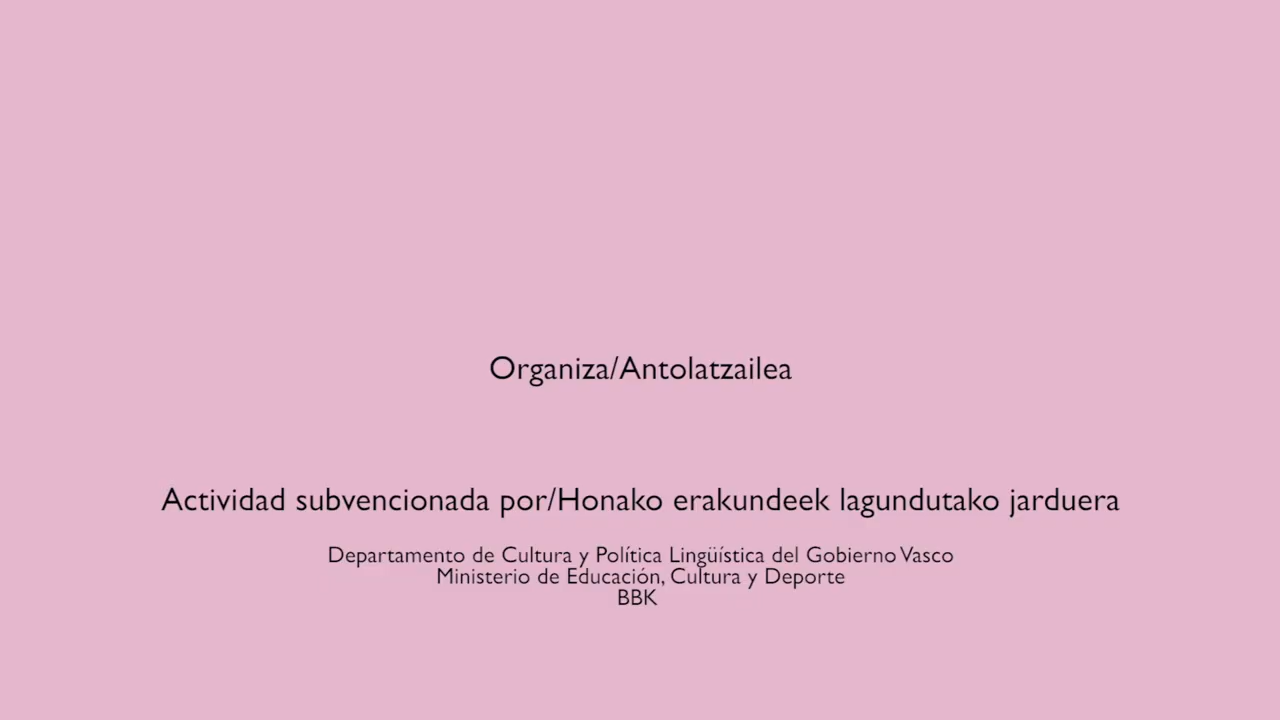 Organiza/Antolatzailea
Actividad subvencionada por/Honako erakundeek lagundutako jarduera
Departamento de Cultura y Política Lingüística del Gobierno Vasco
Ministerio de Educación, Cultura y Deporte
BBK